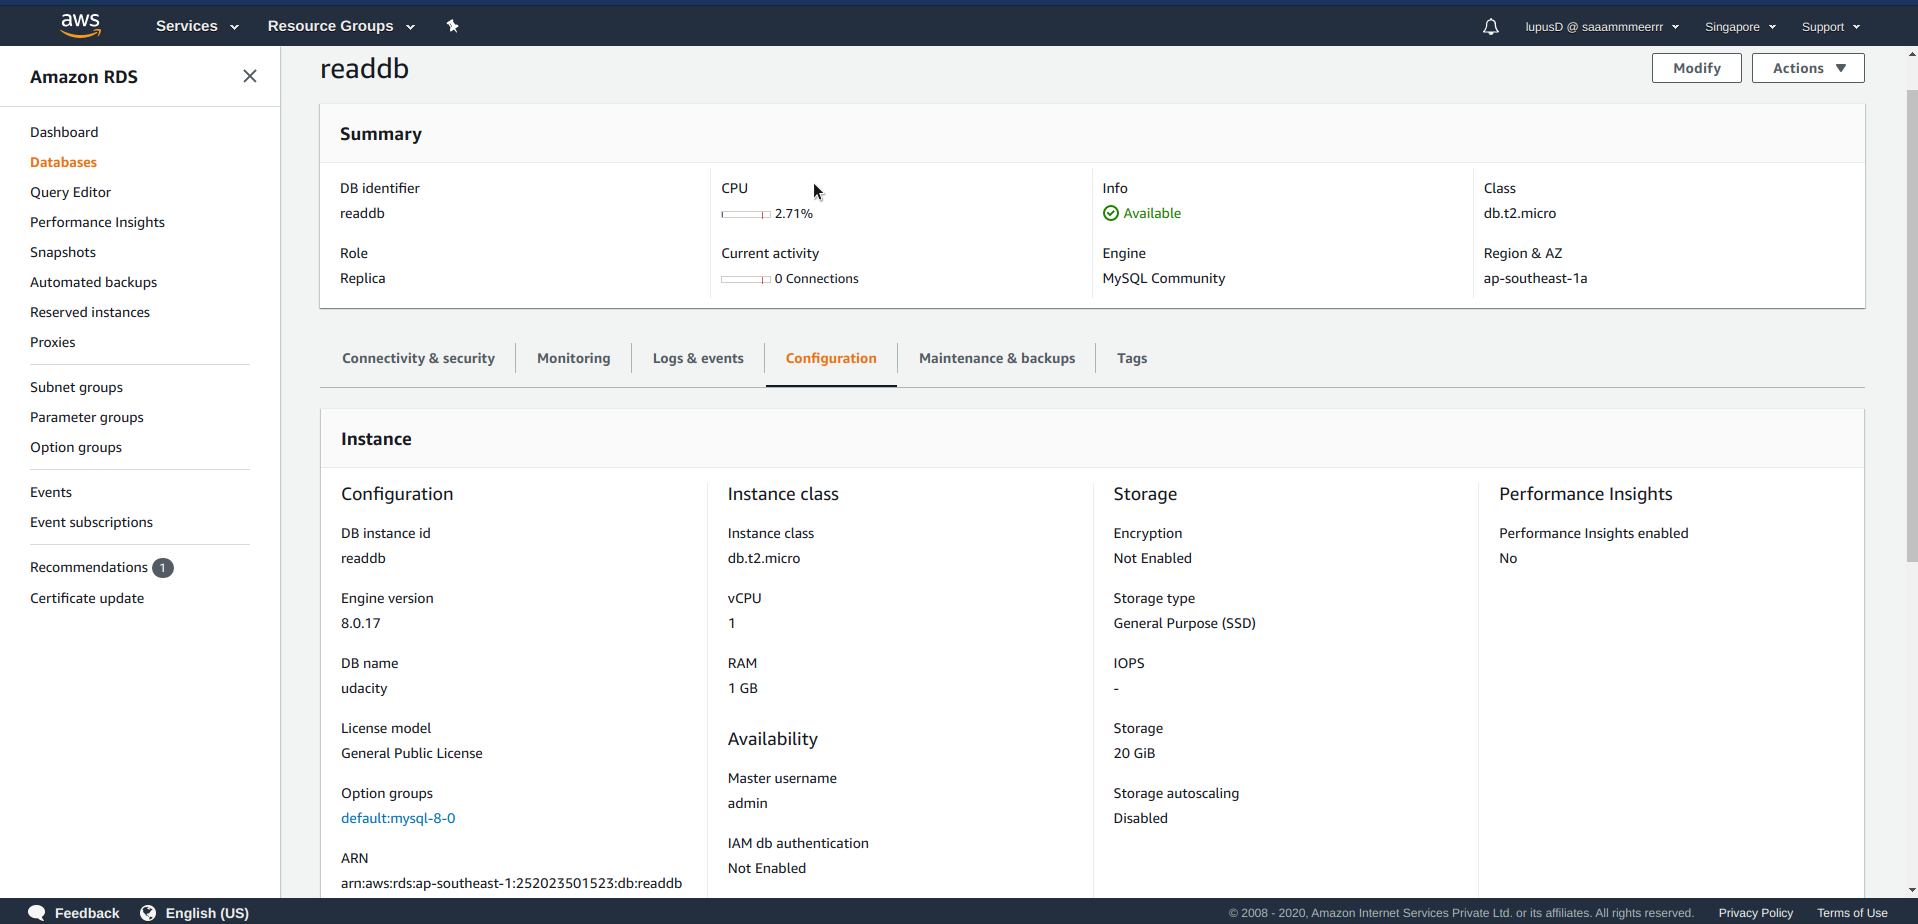 aws
Services
Resource Groups
lupusD @ saaammmeerrr
Singapore
Support
Amazon RDS
Dashboard
Databases
Query Editor
Performance Insights
Snapshots
Automated backups
Reserved instances
Proxies
Subnet groups
Parameter groups
Option groups
Events
Event subscriptions
Recommendations 1
Certificate update
readdb
Modify
Actions
Summary
DB identifier
readdb
CPU
2.71%
Info
Available
Class
db.t2.micro
Role
Replica
Current activity
0 Connections
Engine
MySQL Community
Region & AZ
ap-southeast-1a
Connectivity & security
Monitoring
Logs & events
Configuration
Maintenance & backups
Tags
Instance
Configuration
DB instance id
readdb
Engine version
8.0.17
DB name
udacity
License model
General Public License
Option groups
default:mysql-8-0
ARN
arn:aws:rds:ap-southeast-1:252023501523:db:readdb
Instance class
Instance class
db.t2.micro
vCPU
1
RAM
1 GB
Availability
Master username
admin
IAM db authentication
Not Enabled
Storage
Encryption
Not Enabled
Storage type
General Purpose (SSD)
IOPS
-
Storage
20 GiB
Storage autoscaling
Disabled
Performance Insights
Performance Insights enabled
No
Feedback
English (US)
© 2008 - 2020, Amazon Internet Services Private Ltd. or its affiliates. All rights reserved.
Privacy Policy
Terms of Use